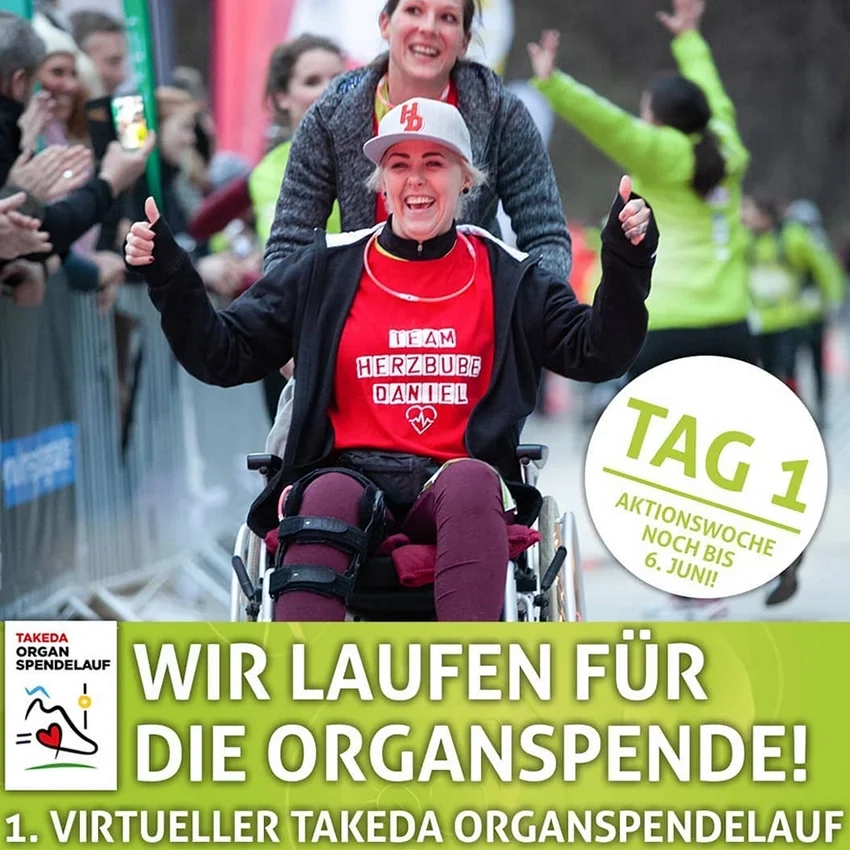 HD
TEAM
HERZBUBE
DANIEL
TAG 1
AKTIONSWOCHE
NOCH BIS
6. JUNI!
TAKEDA
ORGAN
SPENDELAUF
WIR LAUFEN FÜR
DIE ORGANSPENDE!
1. VIRTUELLER TAKEDA ORGANSPENDELAUF